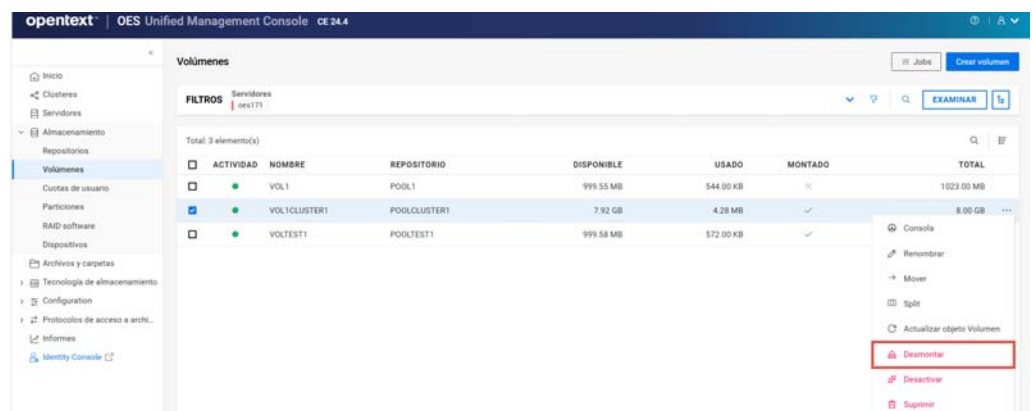 opentext | OES Unified Management Console CE 24.4
Inicio
Clústeres
Servidores
Almacenamiento
Repositorios
Volúmenes
Cuotas de usuario
Particiones
RAID software
Dispositivos
Archivos y carpetas
Tecnología de almacenamiento
Configuration
Protocolos de acceso a archi...
Informes
Identity Console
Volúmenes
Jobs Crear volumen
FILTROS Servidores
oes171
EXAMINAR
Total: 3 elemento(s)
ACTIVIDAD NOMBRE REPOSITORIO DISPONIBLE USADO MONTADO TOTAL
VOL1 POOL1 999.55 MB 544.00 KB 1023.00 MB
VOL1CLUSTER1 POOLCLUSTER1 7.92 GB 4.28 MB 8.00 GB
VOLTEST1 POOLTEST1 999.58 MB 572.00 KB
Consola
Renombrar
Mover
Split
Actualizar objeto Volumen
Desmontar
Desactivar
Suprimir